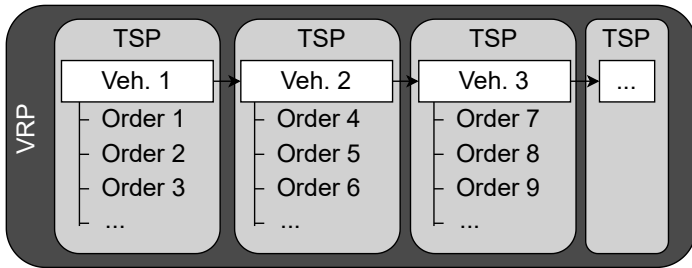 VRP
TSP
Veh. 1
Order 1
Order 2
Order 3
...
TSP
Veh. 2
Order 4
Order 5
Order 6
...
TSP
Veh. 3
Order 7
Order 8
Order 9
...
TSP
...